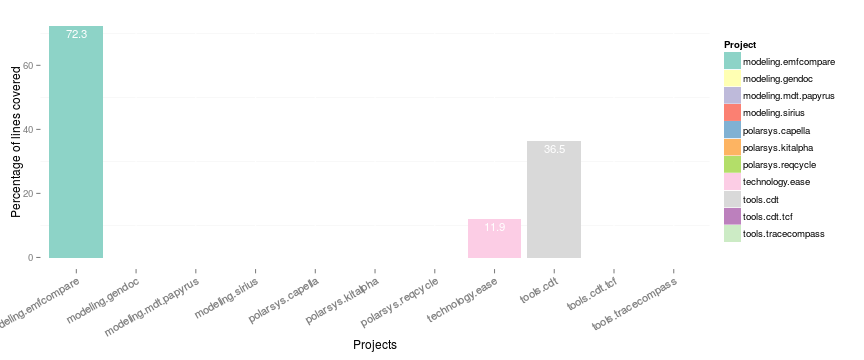 Percentage of lines covered
60
40
20
0
72.3
11.9
36.5
deling.emfcompare
modeling.gendoc
modeling.mdt.papyrus
modeling.sirius
polarsys.capella
polarsys.kitalpha
polarsys.reqcycle
technology.ease
tools.cdt
tools.cdt.tcf
tools.tracecompass
Projects
Project
modeling.emfcompare
modeling.gendoc
modeling.mdt.papyrus
modeling.sirius
polarsys.capella
polarsys.kitalpha
polarsys.reqcycle
technology.ease
tools.cdt
tools.cdt.tcf
tools.tracecompass